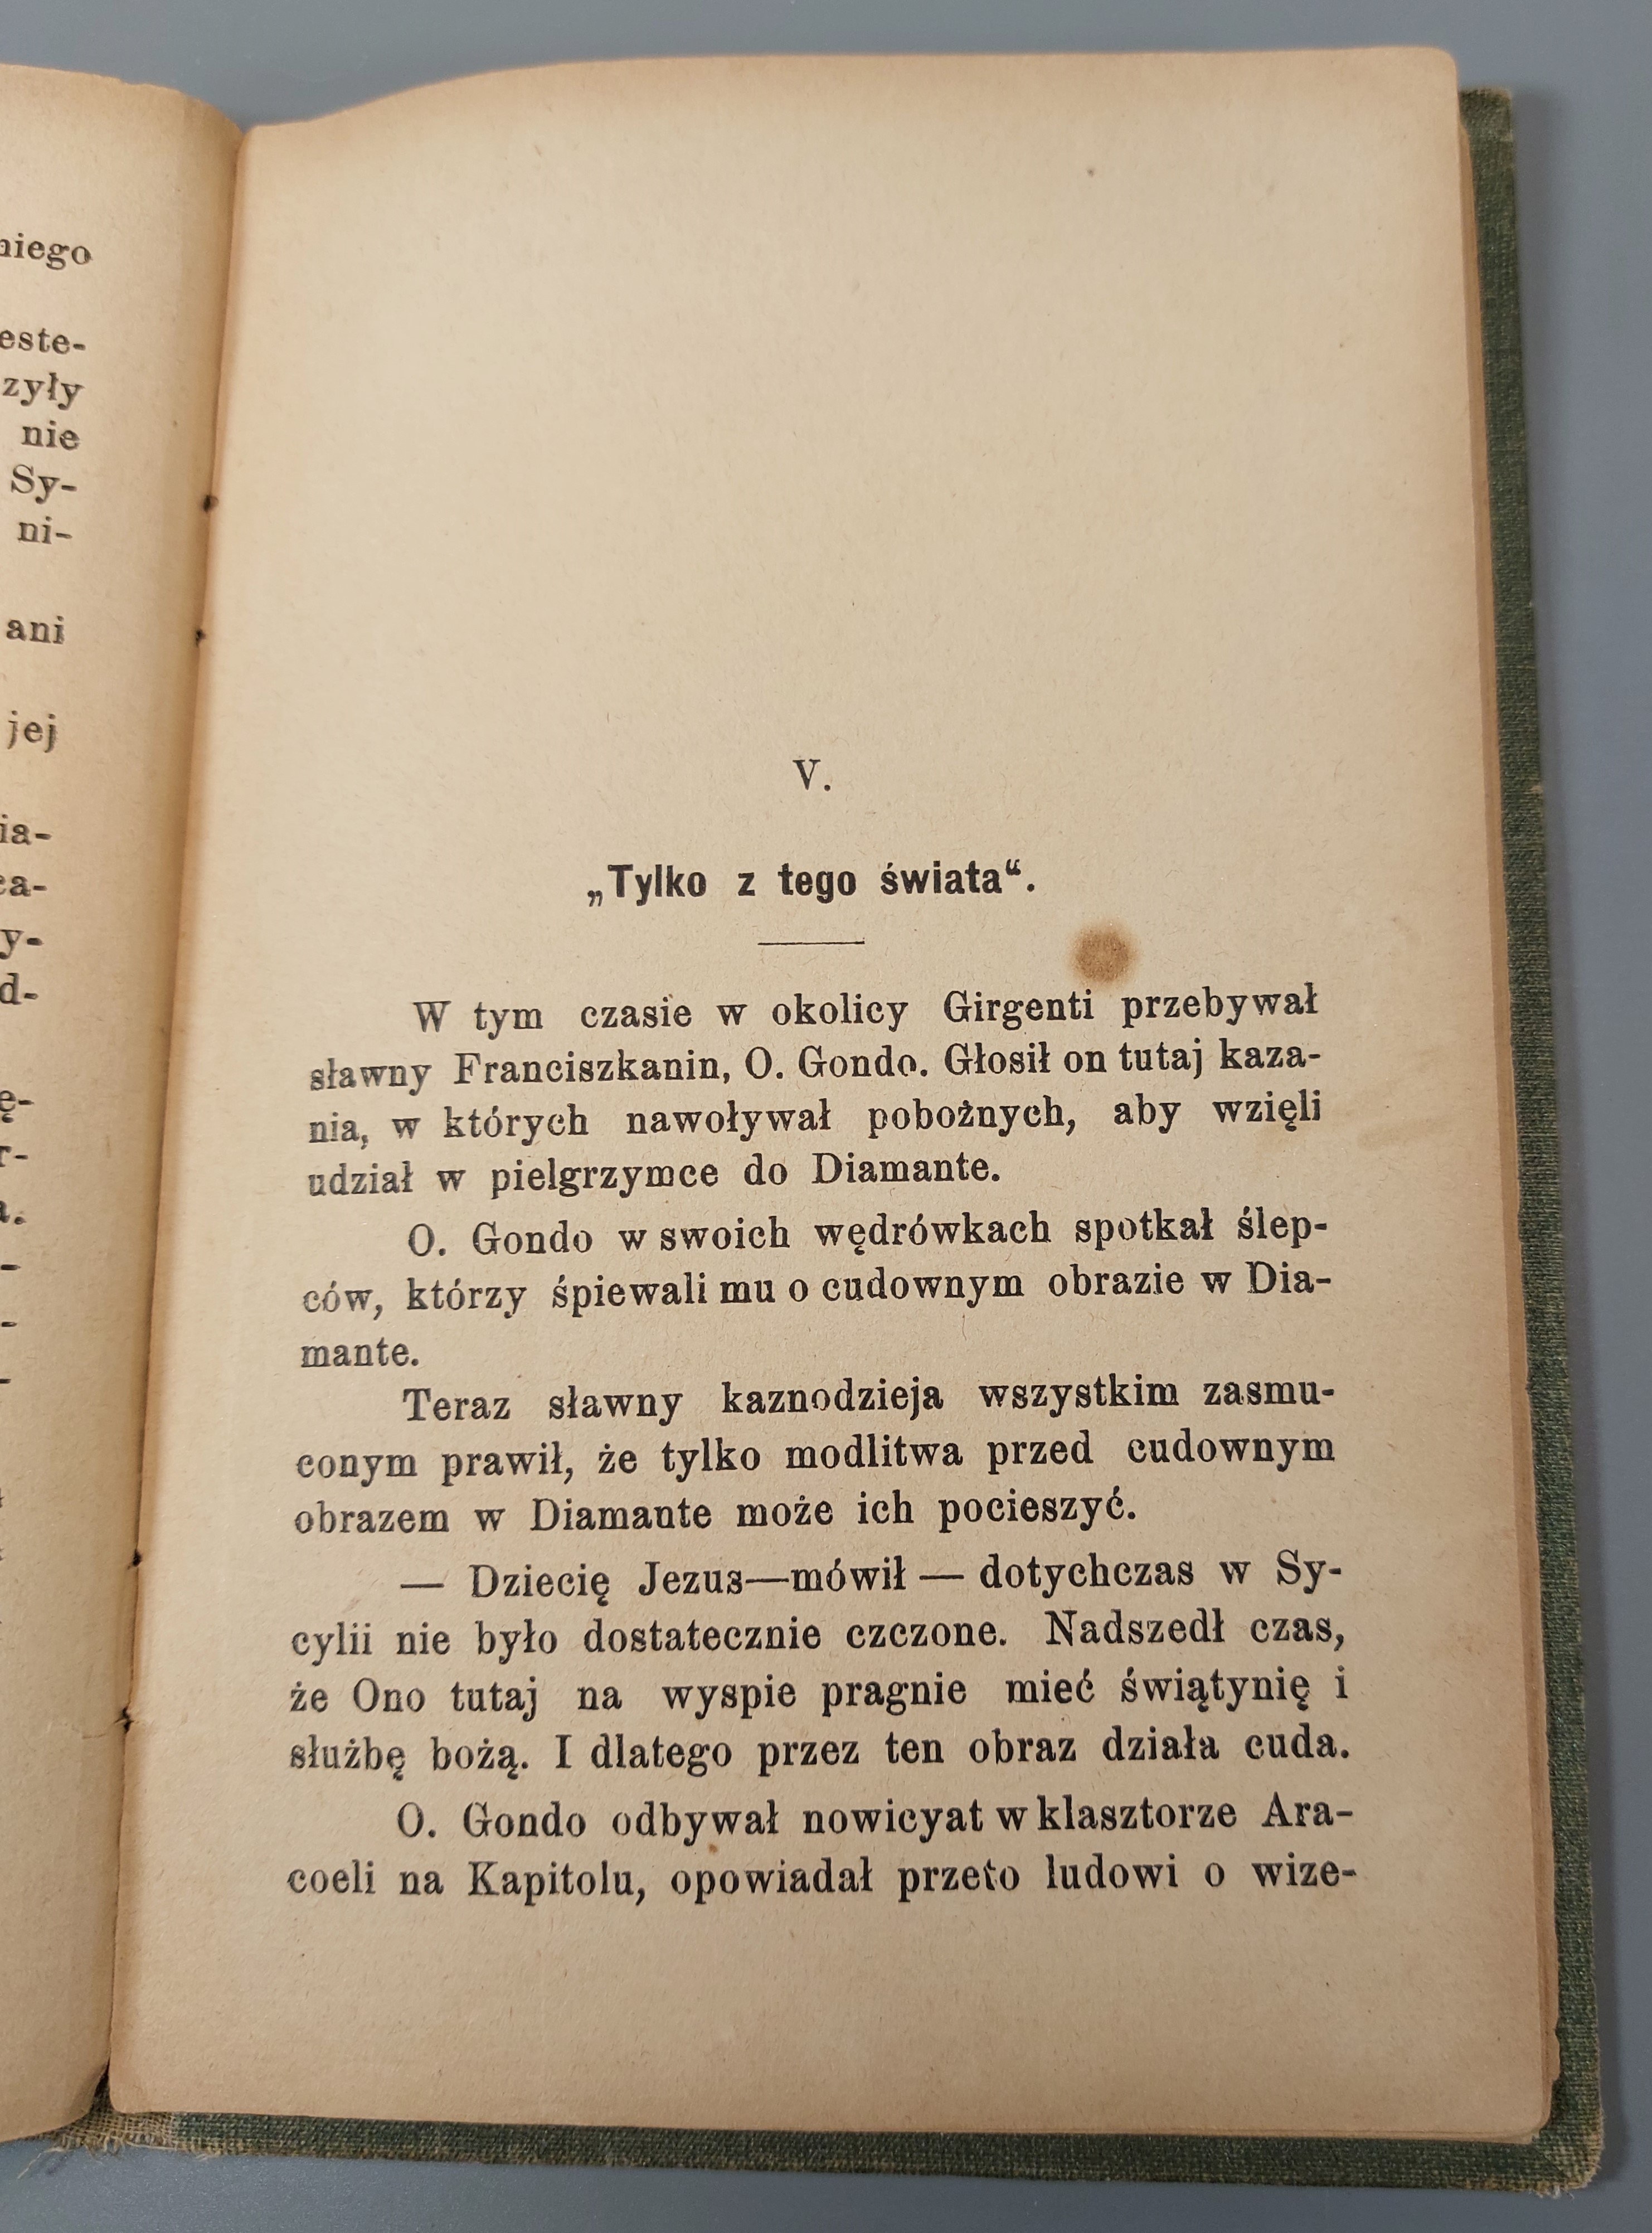 niego
este-
zyły
nie
Sy-
ni-
ani
jej
ia-
ca-
y-
d-
ę-
r-
a.
V.
„Tylko z tego świata“.
W tym czasie w okolicy Girgenti przebywał
sławny Franciszkanin, O. Gondo. Głosił on tutaj kaza-
nia, w których nawoływał pobożnych, aby wzięli
udział w pielgrzymce do Diamante.
O. Gondo w swoich wędrówkach spotkał ślep-
ców, którzy śpiewali mu o cudownym obrazie w Dia-
mante.
Teraz sławny kaznodzieja wszystkim zasmu-
conym prawił, że tylko modlitwa przed cudownym
obrazem w Diamante może ich pocieszyć.
— Dziecię Jezus—mówił — dotychczas w Sy-
cylii nie było dostatecznie czczone. Nadszedł czas,
że Ono tutaj na wyspie pragnie mieć świątynię i
służbę bożą. I dlatego przez ten obraz działa cuda.
O. Gondo odbywał nowicyat w klasztorze Ara-
coeli na Kapitolu, opowiadał przeto ludowi o wize-